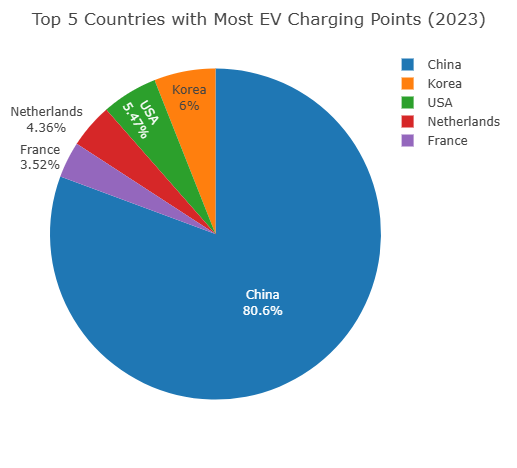 Top 5 Countries with Most EV Charging Points (2023)
China
Korea
USA
Netherlands
France
Korea
6%
USA
5.47%
Netherlands
4.36%
France
3.52%
China
80.6%